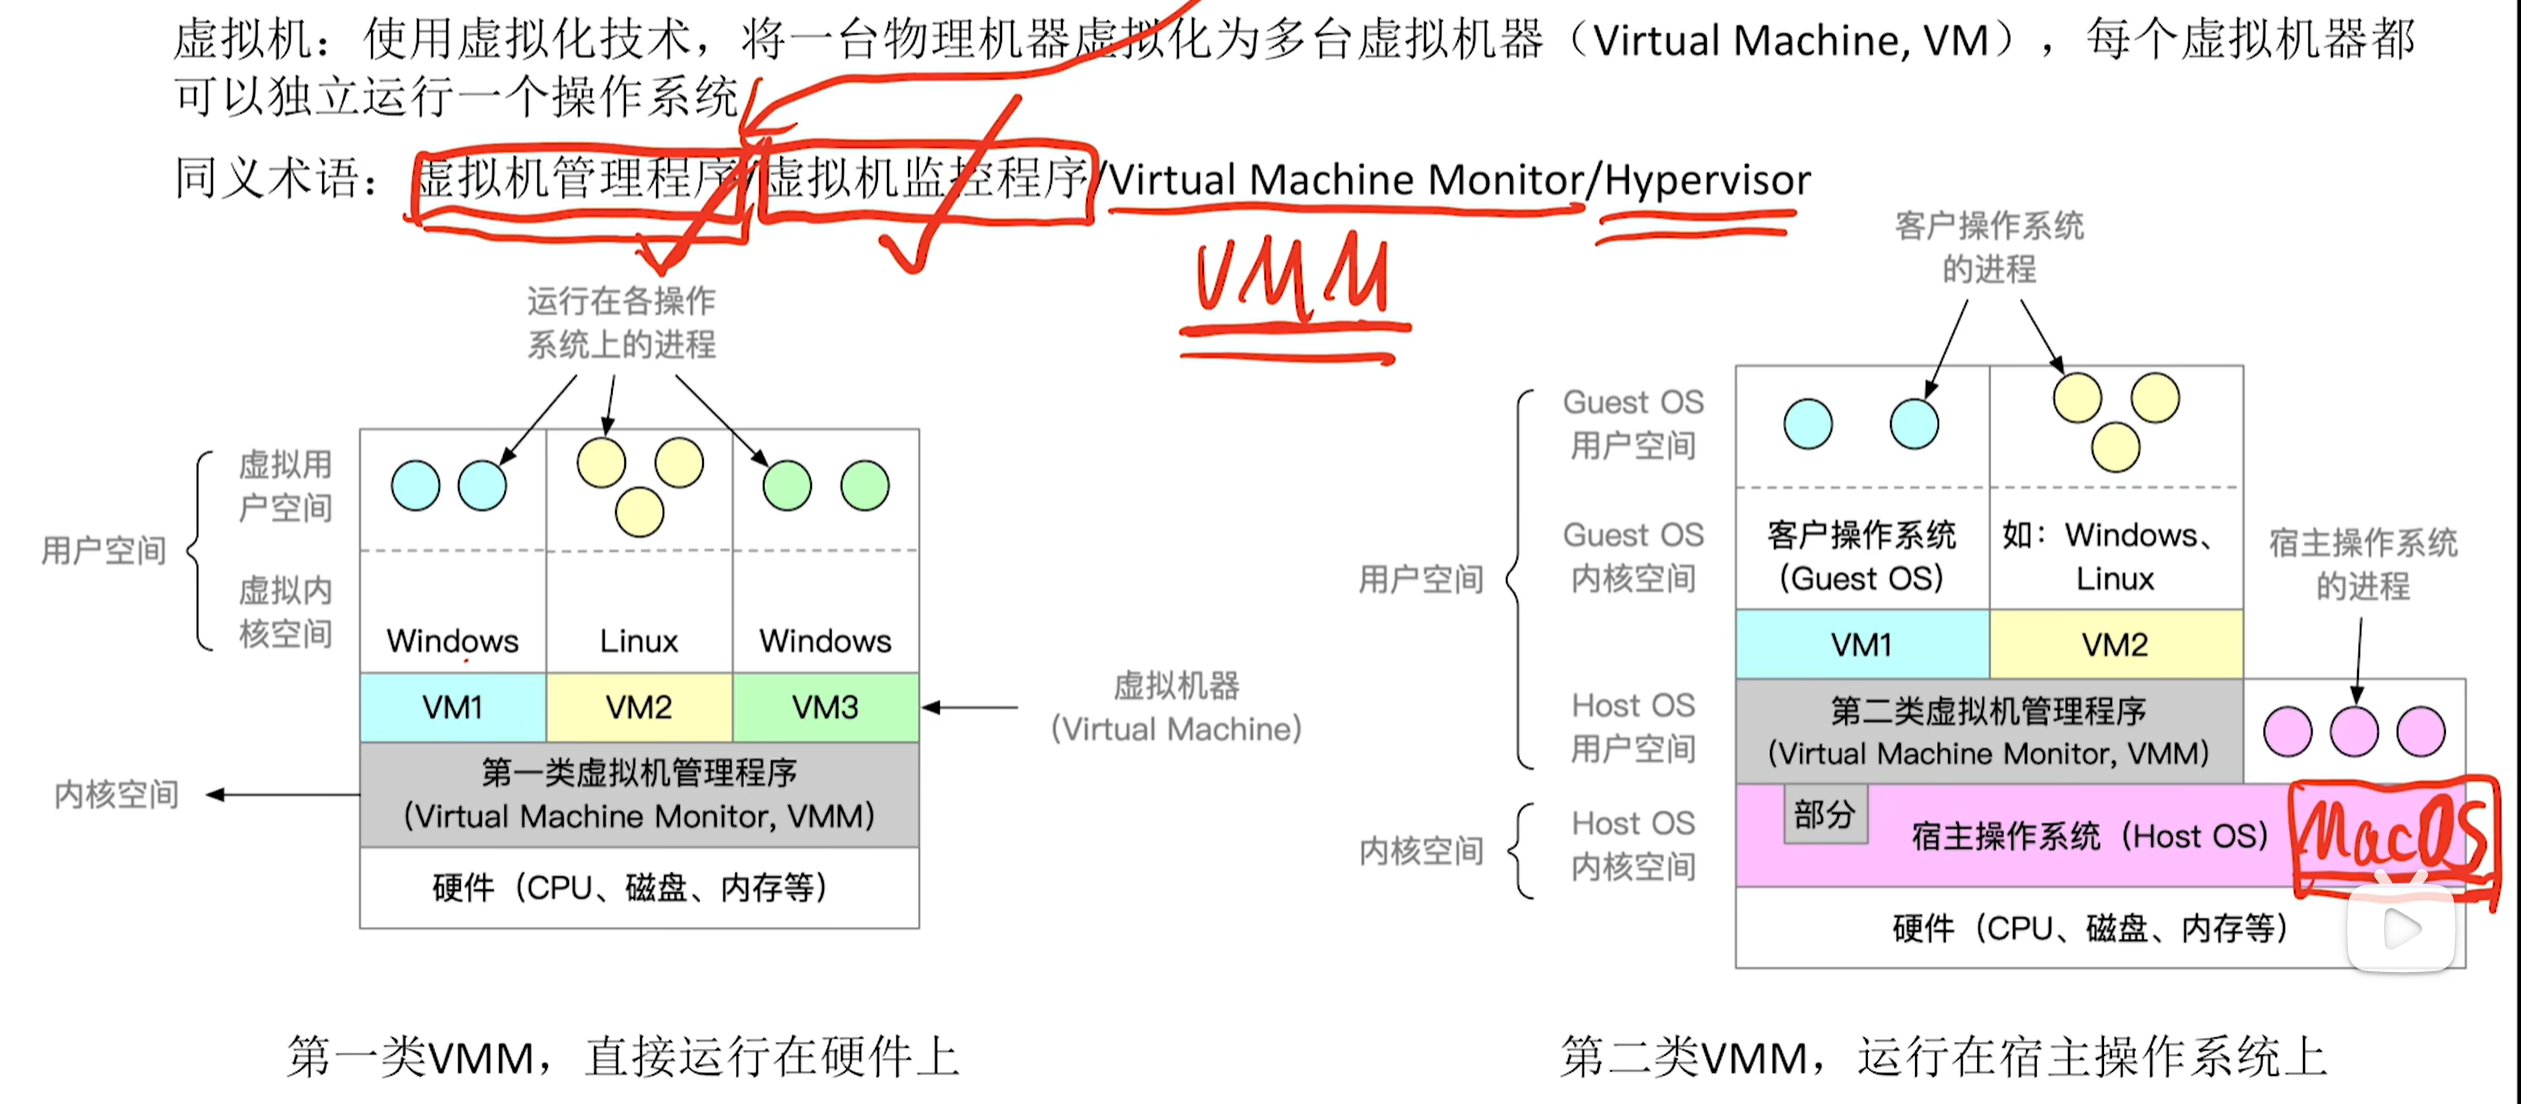 虚拟机：使用虚拟化技术，将一台物理机器虚拟化为多台虚拟机器（Virtual Machine, VM），每个虚拟机器都
可以独立运行一个操作系统
同义术语：虚拟机管理程序/虚拟机监控程序/Virtual Machine Monitor/Hypervisor
VMM
运行在各操作
系统上的进程
用户空间
虚拟用
户空间
虚拟内
核空间
Windows
Linux
Windows
VM1
VM2
VM3
虚拟机器
(Virtual Machine)
内核空间
第一类虚拟机管理程序
(Virtual Machine Monitor, VMM)
硬件（CPU、磁盘、内存等）
第一类VMM，直接运行在硬件上
客户操作系统
的进程
用户空间
Guest OS
用户空间
Guest OS
内核空间
客户操作系统
(Guest OS)
如：Windows、
Linux
宿主操作系统
的进程
VM1
VM2
Host OS
用户空间
第二类虚拟机管理程序
(Virtual Machine Monitor, VMM)
内核空间
Host OS
内核空间
部分
宿主操作系统（Host OS）
MacOS
硬件（CPU、磁盘、内存等）
第二类VMM，运行在宿主操作系统上